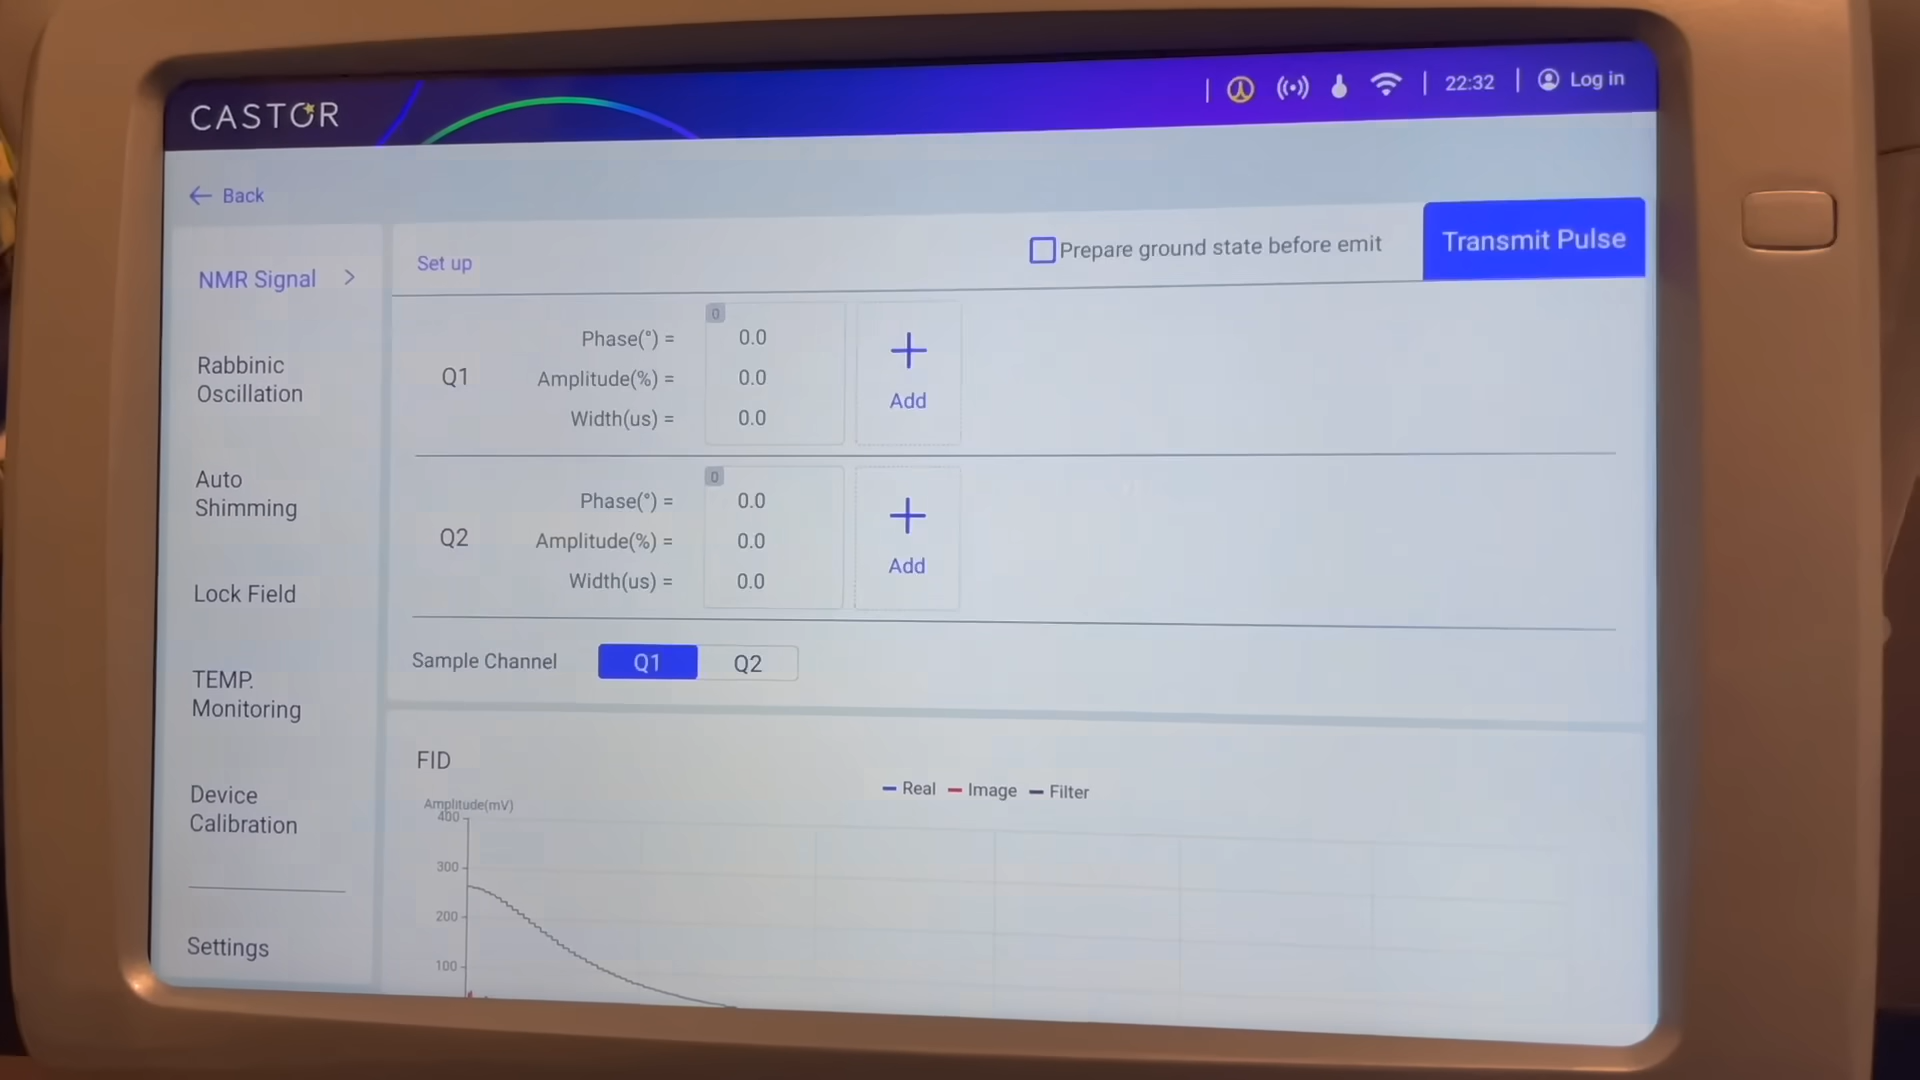 CASTOR
22:32
Log in
Back
NMR Signal
Rabbinic
Oscillation
Auto
Shimming
Lock Field
TEMP.
Monitoring
Device
Calibration
Settings
Set up
Prepare ground state before emit
Transmit Pulse
Q1
0
Phase(°) = 0.0
Amplitude(%) = 0.0
Width(us) = 0.0
Add
Q2
0
Phase(°) = 0.0
Amplitude(%) = 0.0
Width(us) = 0.0
Add
Sample Channel Q1 Q2
FID
Real Image Filter
Amplitude(mV)
400
300
200
100